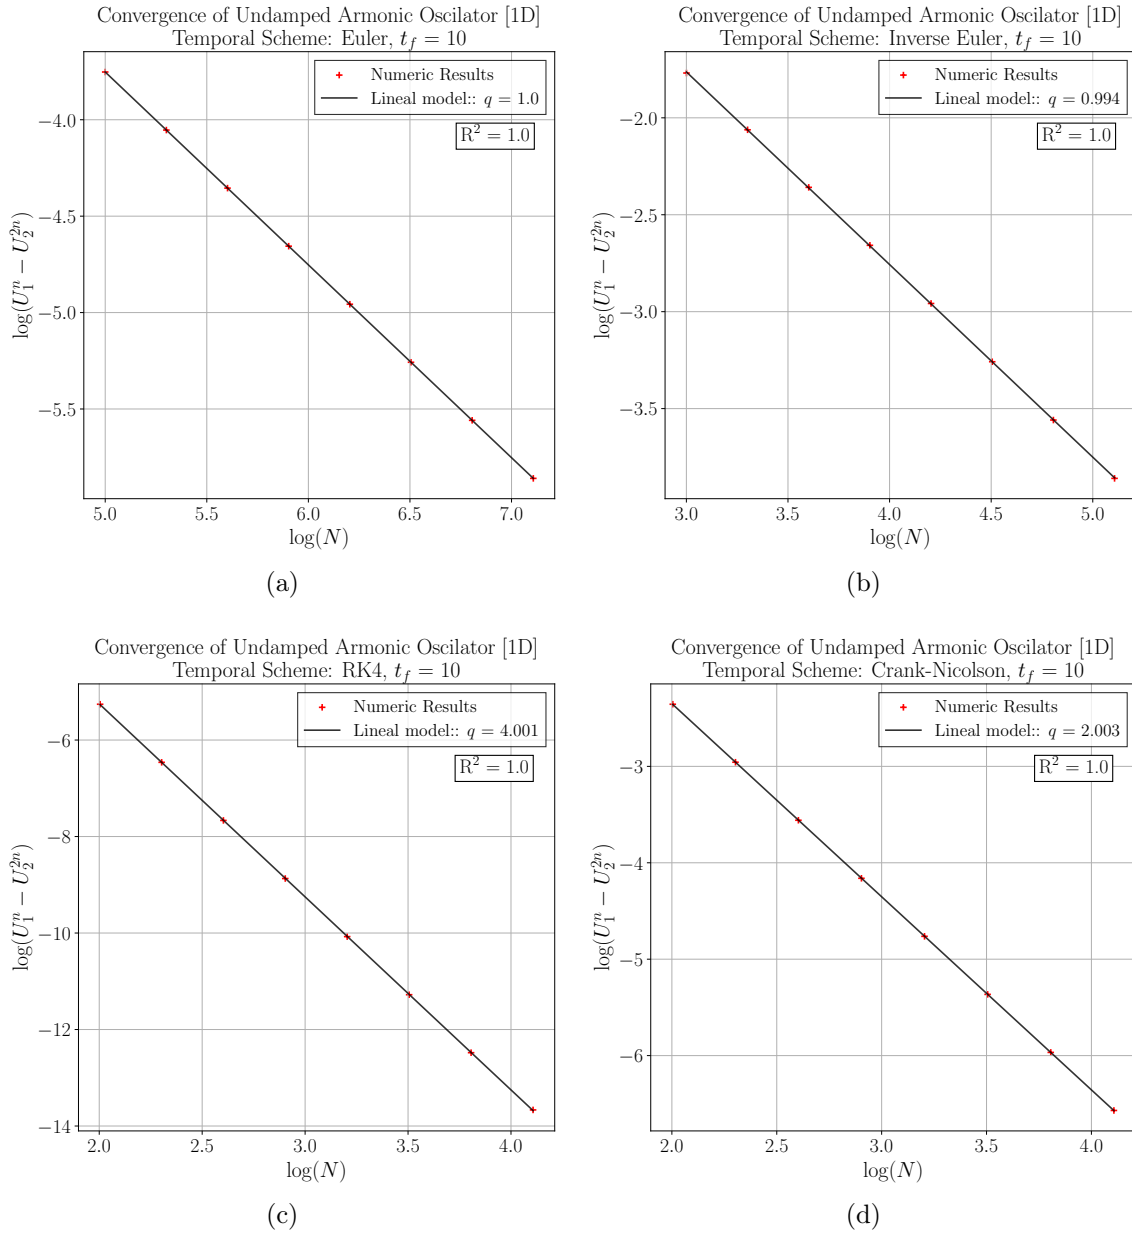 Convergence of Undamped Armonic Oscilator [1D]
Temporal Scheme: Euler, $t_f = 10$
Numeric Results
Lineal model:: $q = 1.0$
$R^2 = 1.0$
−4.0
−4.5
−5.0
−5.5
$\log(U_1^n - U_2^{2n})$
5.0 5.5 6.0 6.5 7.0
$\log(N)$
(a)
Convergence of Undamped Armonic Oscilator [1D]
Temporal Scheme: Inverse Euler, $t_f = 10$
Numeric Results
Lineal model:: $q = 0.994$
$R^2 = 1.0$
−2.0
−2.5
−3.0
−3.5
$\log(U_1^n - U_2^{2n})$
3.0 3.5 4.0 4.5 5.0
$\log(N)$
(b)
Convergence of Undamped Armonic Oscilator [1D]
Temporal Scheme: RK4, $t_f = 10$
Numeric Results
Lineal model:: $q = 4.001$
$R^2 = 1.0$
−6
−8
−10
−12
−14
$\log(U_1^n - U_2^{2n})$
2.0 2.5 3.0 3.5 4.0
$\log(N)$
(c)
Convergence of Undamped Armonic Oscilator [1D]
Temporal Scheme: Crank-Nicolson, $t_f = 10$
Numeric Results
Lineal model:: $q = 2.003$
$R^2 = 1.0$
−3
−4
−5
−6
$\log(U_1^n - U_2^{2n})$
2.0 2.5 3.0 3.5 4.0
$\log(N)$
(d)